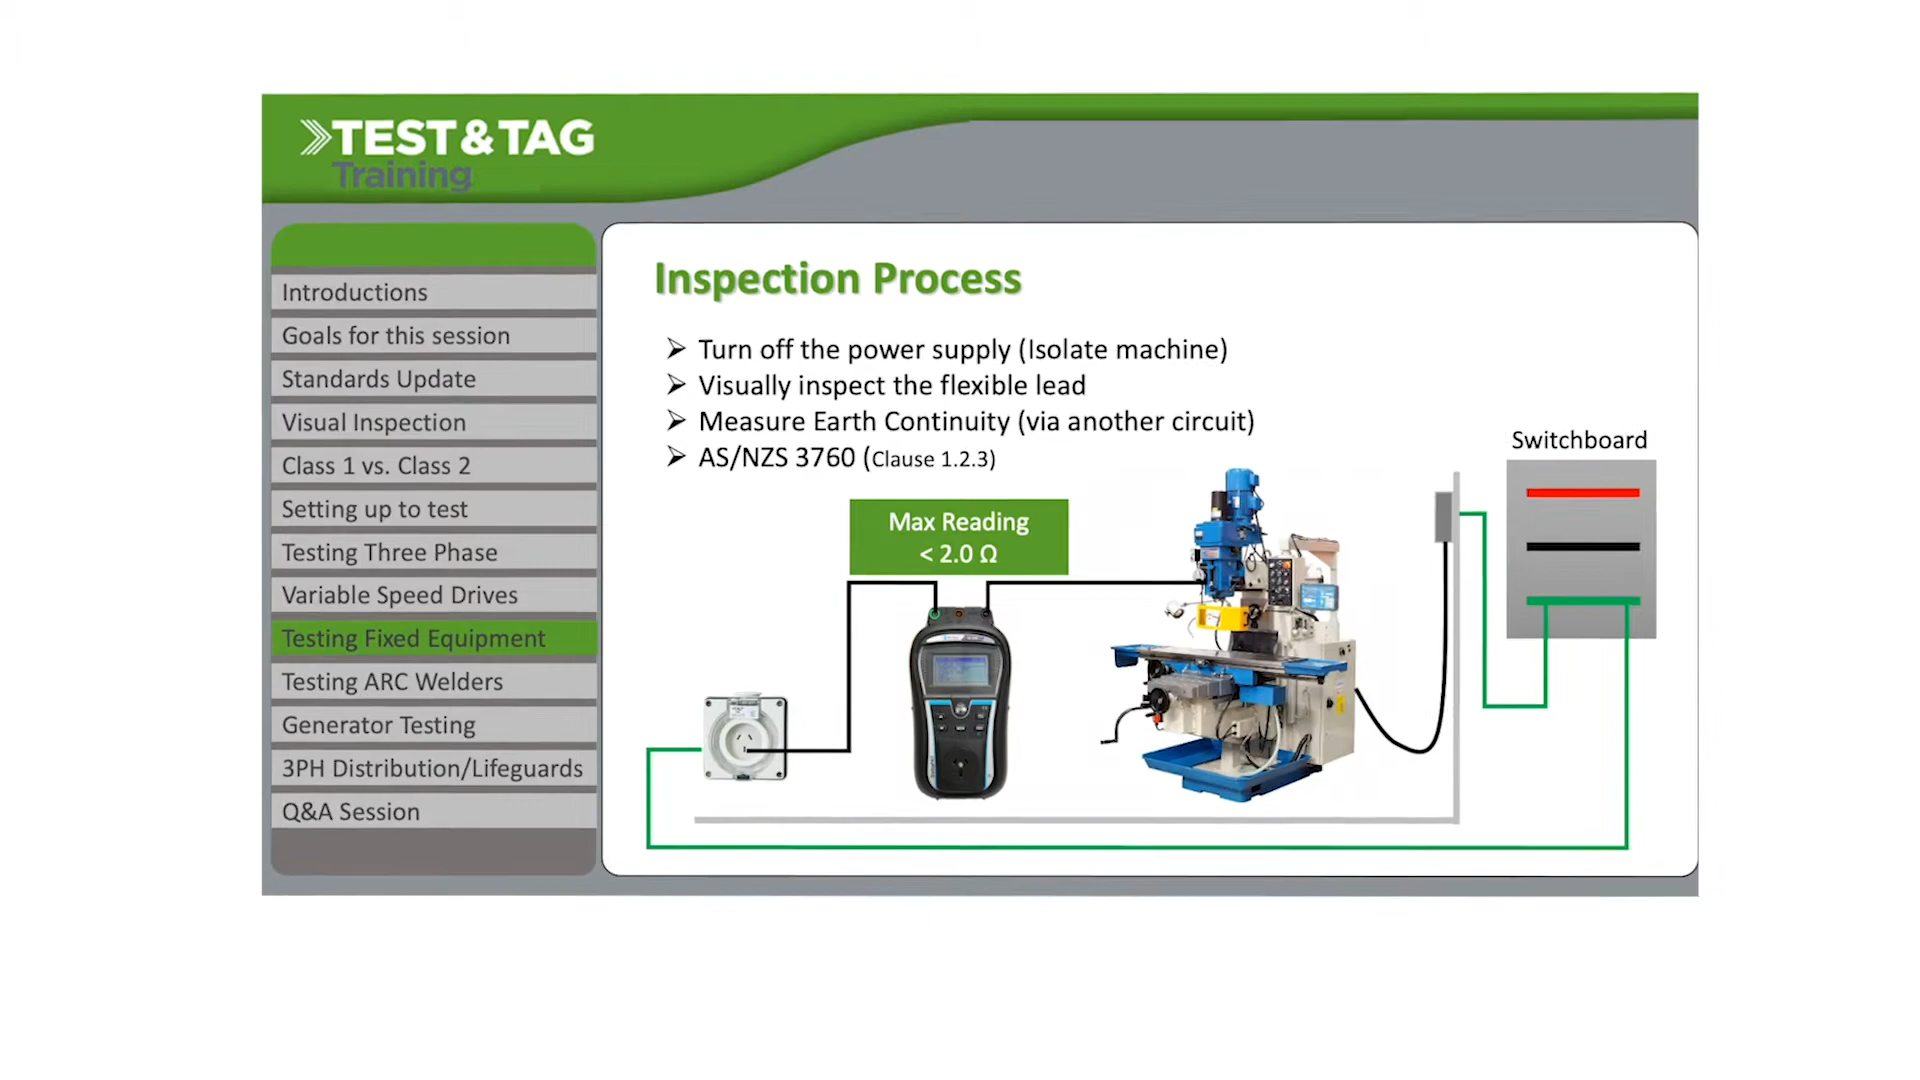 TEST & TAG
Training
Introductions
Goals for this session
Standards Update
Visual Inspection
Class 1 vs. Class 2
Setting up to test
Testing Three Phase
Variable Speed Drives
Testing Fixed Equipment
Testing ARC Welders
Generator Testing
3PH Distribution/Lifeguards
Q&A Session
Inspection Process
Turn off the power supply (Isolate machine)
Visually inspect the flexible lead
Measure Earth Continuity (via another circuit)
AS/NZS 3760 (Clause 1.2.3)
Max Reading
< 2.0 Ω
Switchboard